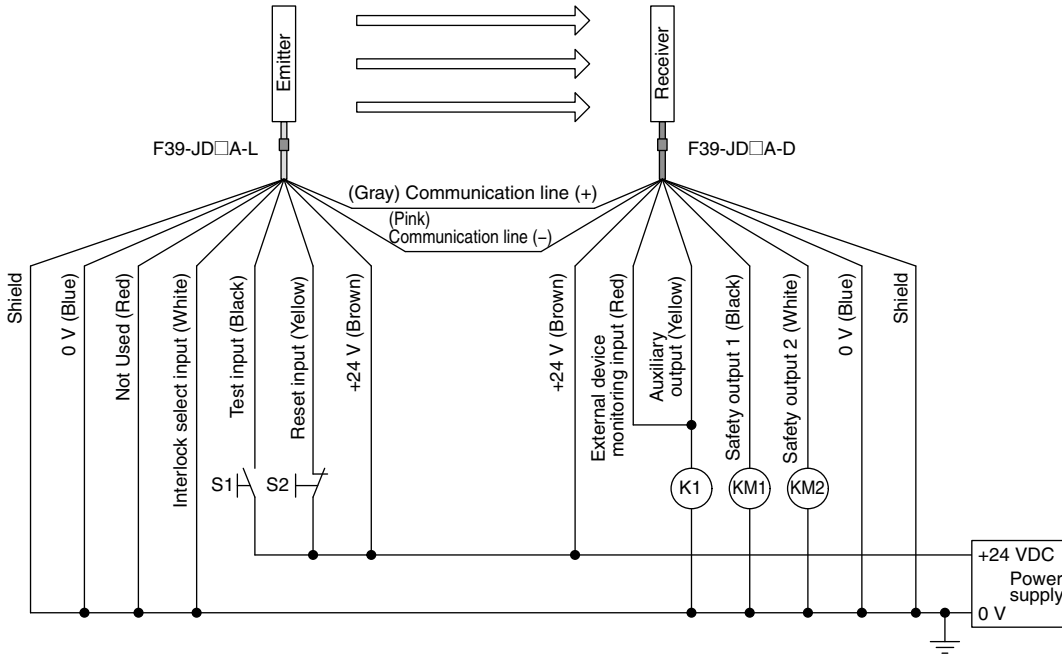 Emitter
Receiver
F39-JD□A-L
F39-JD□A-D
(Gray) Communication line (+)
(Pink)
Communication line (−)
Shield
0 V (Blue)
Not Used (Red)
Interlock select input (White)
Test input (Black)
Reset input (Yellow)
+24 V (Brown)
+24 V (Brown)
External device
monitoring input (Red)
Auxiliary
output (Yellow)
Safety output 1 (Black)
Safety output 2 (White)
0 V (Blue)
Shield
S1
S2
K1
KM1
KM2
+24 VDC
Power
supply
0 V